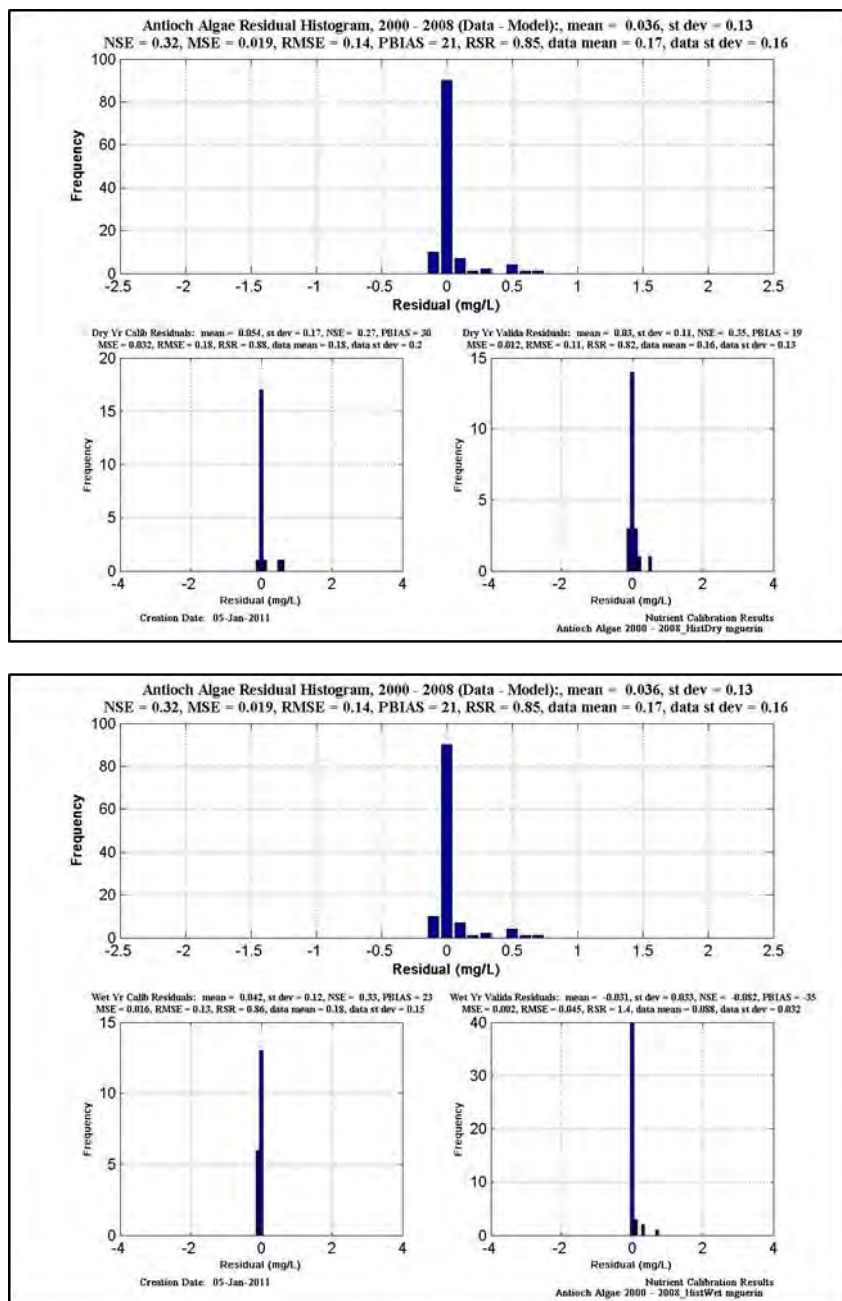 Antioch Algae Residual Histogram, 2000 - 2008 (Data - Model):, mean = 0.036, st dev = 0.13
NSE = 0.32, MSE = 0.019, RMSE = 0.14, PBIAS = 21, RSR = 0.85, data mean = 0.17, data st dev = 0.16
100
80
60
40
20
0
Frequency
-2.5 -2 -1.5 -1 -0.5 0 0.5 1 1.5 2 2.5
Residual (mg/L)
Dry Yr Calib Residuals: mean = 0.054, st dev = 0.17, NSE = 0.27, PBIAS = 30
MSE = 0.032, RMSE = 0.18, RSR = 0.88, data mean = 0.18, data st dev = 0.2
20
15
10
5
0
Frequency
-4 -2 0 2 4
Residual (mg/L)
Creation Date: 05-Jan-2011
Dry Yr Valida Residuals: mean = 0.03, st dev = 0.11, NSE = 0.35, PBIAS = 19
MSE = 0.012, RMSE = 0.11, RSR = 0.82, data mean = 0.16, data st dev = 0.13
15
10
5
0
Frequency
-4 -2 0 2 4
Residual (mg/L)
Nutrient Calibration Results
Antioch Algae 2000 - 2008_HistDry mguerin
Antioch Algae Residual Histogram, 2000 - 2008 (Data - Model):, mean = 0.036, st dev = 0.13
NSE = 0.32, MSE = 0.019, RMSE = 0.14, PBIAS = 21, RSR = 0.85, data mean = 0.17, data st dev = 0.16
100
80
60
40
20
0
Frequency
-2.5 -2 -1.5 -1 -0.5 0 0.5 1 1.5 2 2.5
Residual (mg/L)
Wet Yr Calib Residuals: mean = 0.042, st dev = 0.12, NSE = 0.33, PBIAS = 23
MSE = 0.016, RMSE = 0.13, RSR = 0.86, data mean = 0.18, data st dev = 0.15
15
10
5
0
Frequency
-4 -2 0 2 4
Residual (mg/L)
Creation Date: 05-Jan-2011
Wet Yr Valida Residuals: mean = -0.031, st dev = 0.033, NSE = -0.082, PBIAS = -35
MSE = 0.002, RMSE = 0.045, RSR = 1.4, data mean = 0.088, data st dev = 0.032
40
30
20
10
0
Frequency
-4 -2 0 2 4
Residual (mg/L)
Nutrient Calibration Results
Antioch Algae 2000 - 2008_HistWet mguerin